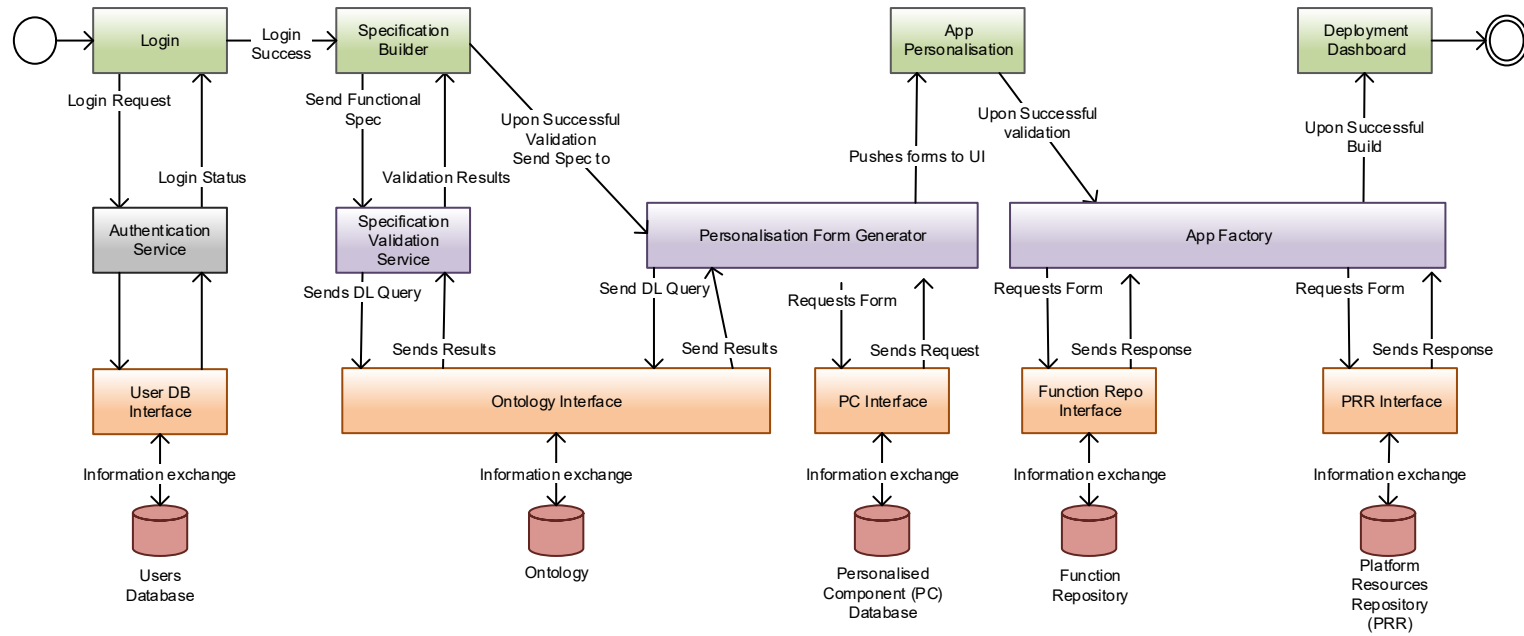 Login
Login
Success
Specification
Builder
App
Personalisation
Deployment
Dashboard
Login Request
Send Functional
Spec
Upon Successful
Validation
Send Spec to
Upon Successful
validation
Upon Successful
Build
Login Status
Validation Results
Pushes forms to UI
Authentication
Service
Specification
Validation
Service
Personalisation Form Generator
App Factory
Sends DL Query
Send DL Query
Requests Form
Requests Form
Requests Form
Sends Results
Send Results
Sends Request
Sends Response
Sends Response
User DB
Interface
Ontology Interface
PC Interface
Function Repo
Interface
PRR Interface
Information exchange
Information exchange
Information exchange
Information exchange
Information exchange
Users
Database
Ontology
Personalised
Component (PC)
Database
Function
Repository
Platform
Resources
Repository
(PRR)